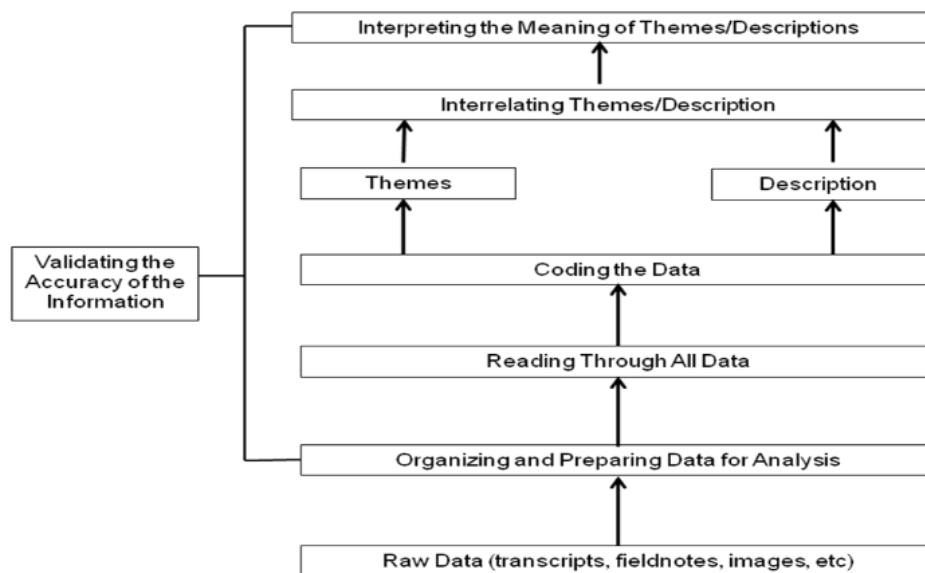 Interpreting the Meaning of Themes/Descriptions
Interrelating Themes/Description
Themes
Description
Validating the
Accuracy of the
Information
Coding the Data
Reading Through All Data
Organizing and Preparing Data for Analysis
Raw Data (transcripts, fieldnotes, images, etc)